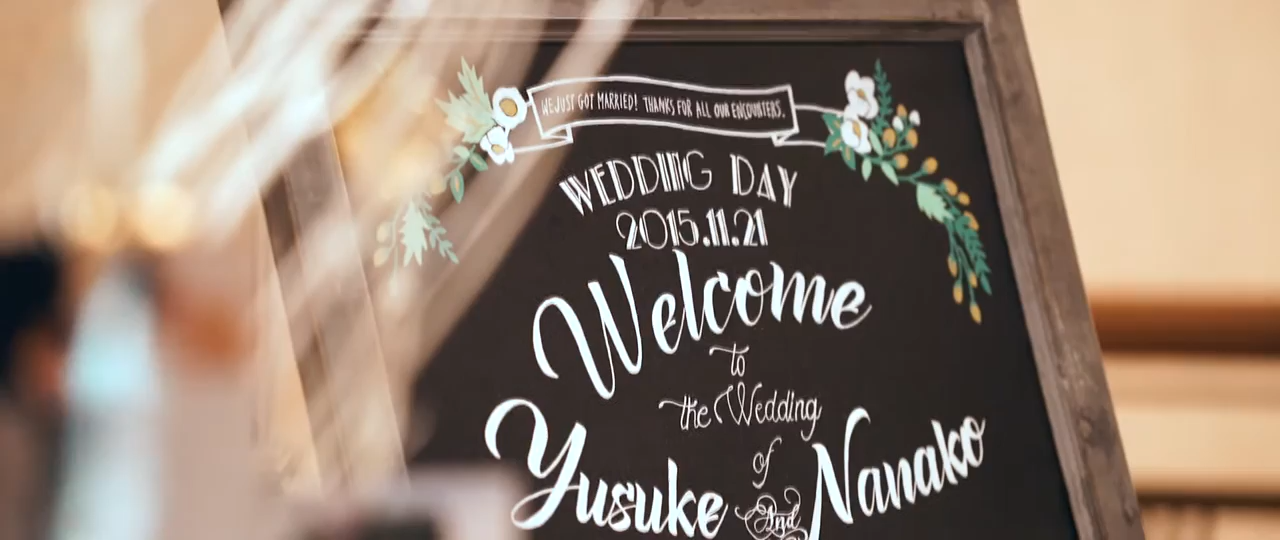 WE JUST GOT MARRIED! THANKS FOR ALL OUR ENCOUNTERS.
WEDDING DAY
2015.11.21
Welcome
to
the Wedding
of
Yusuke And Nanako